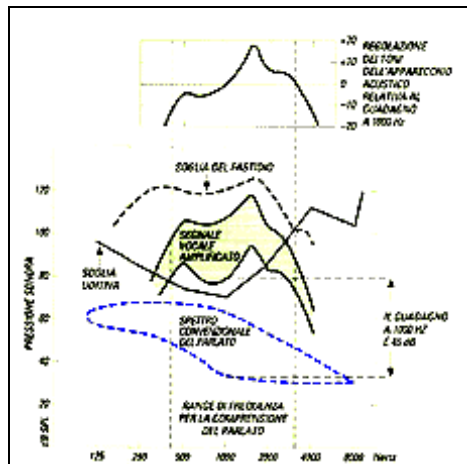 +20
+10
0
-10
-20
REGOLAZIONE
DEI TONI
DELL'APPARECCHIO
ACUSTICO
RELATIVA AL
GUADAGNO
A 1000 Hz
SOGLIA DEL FASTIDIO
120
100
80
60
40
20
PRESSIONE SONORA
dB SPL
SEGNALE
VOCALE
AMPLIFICATO
SOGLIA
UDITIVA
SPETTRO
CONVENZIONALE
DEL PARLATO
IL GUADAGNO
A 1000 HZ
È 45 dB
RANGE DI FREQUENZA
PER LA COMPRENSIONE
DEL PARLATO
125 250 500 1000 2000 4000 8000 Hertz